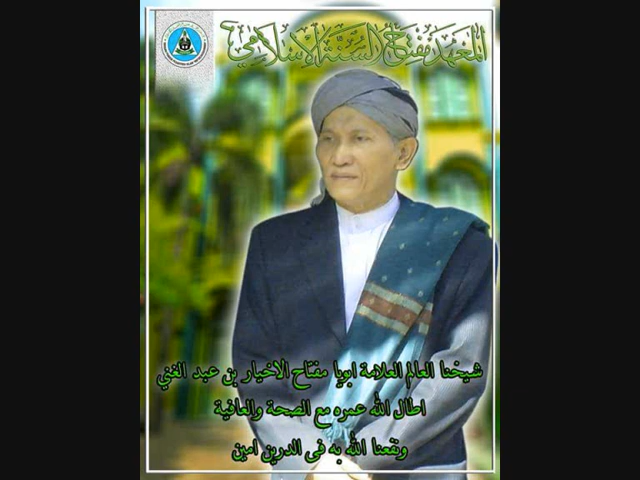 المعهد مفتاح السنة الإسلامي
شيخنا العالم العلامة ابويا مفتاح الاخيار بن عبد الغني
اطال الله عمره مع الصحة والعافية
ونفعنا الله به فى الدرين امين